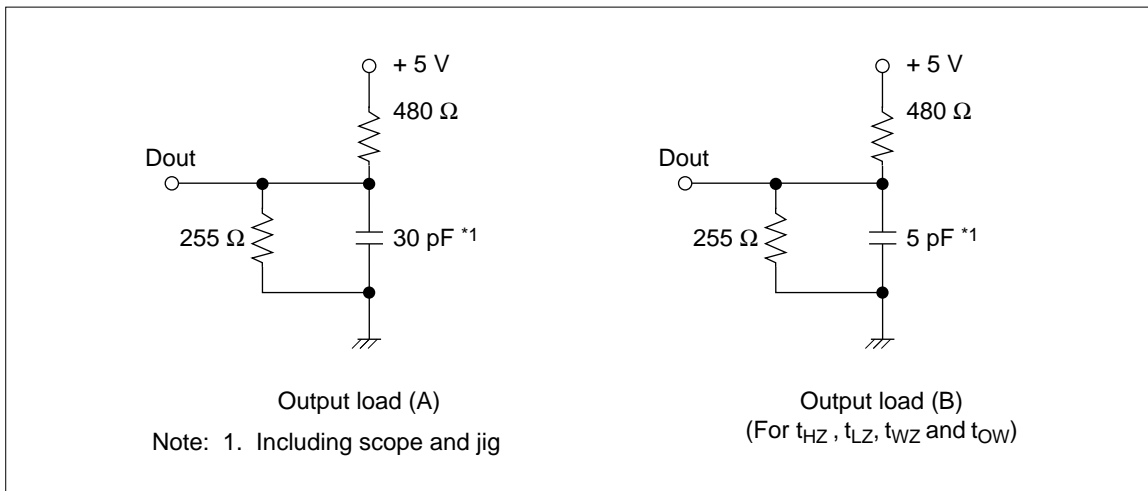 + 5 V
480 Ω
Dout
255 Ω
30 pF *1
Output load (A)
Note: 1. Including scope and jig
+ 5 V
480 Ω
Dout
255 Ω
5 pF *1
Output load (B)
(For tHZ , tLZ, tWZ and tOW)